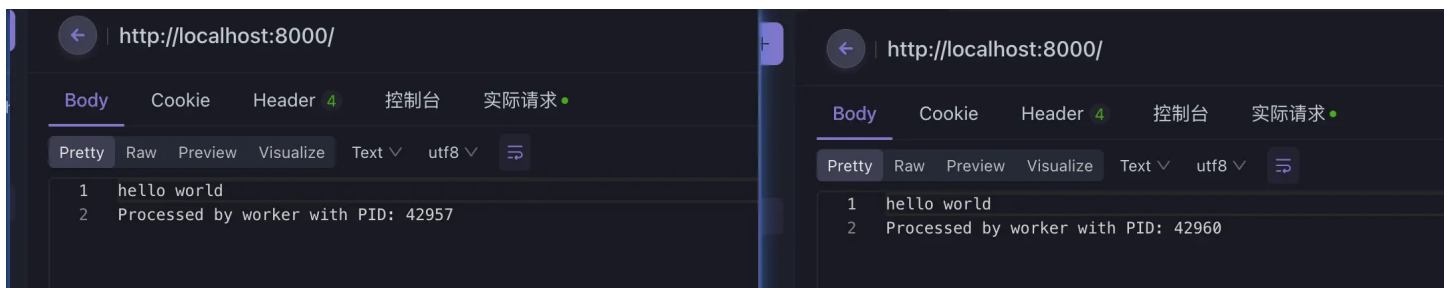 http://localhost:8000/
Body Cookie Header 4 控制台 实际请求
Pretty Raw Preview Visualize Text utf8
1 hello world
2 Processed by worker with PID: 42957
http://localhost:8000/
Body Cookie Header 4 控制台 实际请求
Pretty Raw Preview Visualize Text utf8
1 hello world
2 Processed by worker with PID: 42960